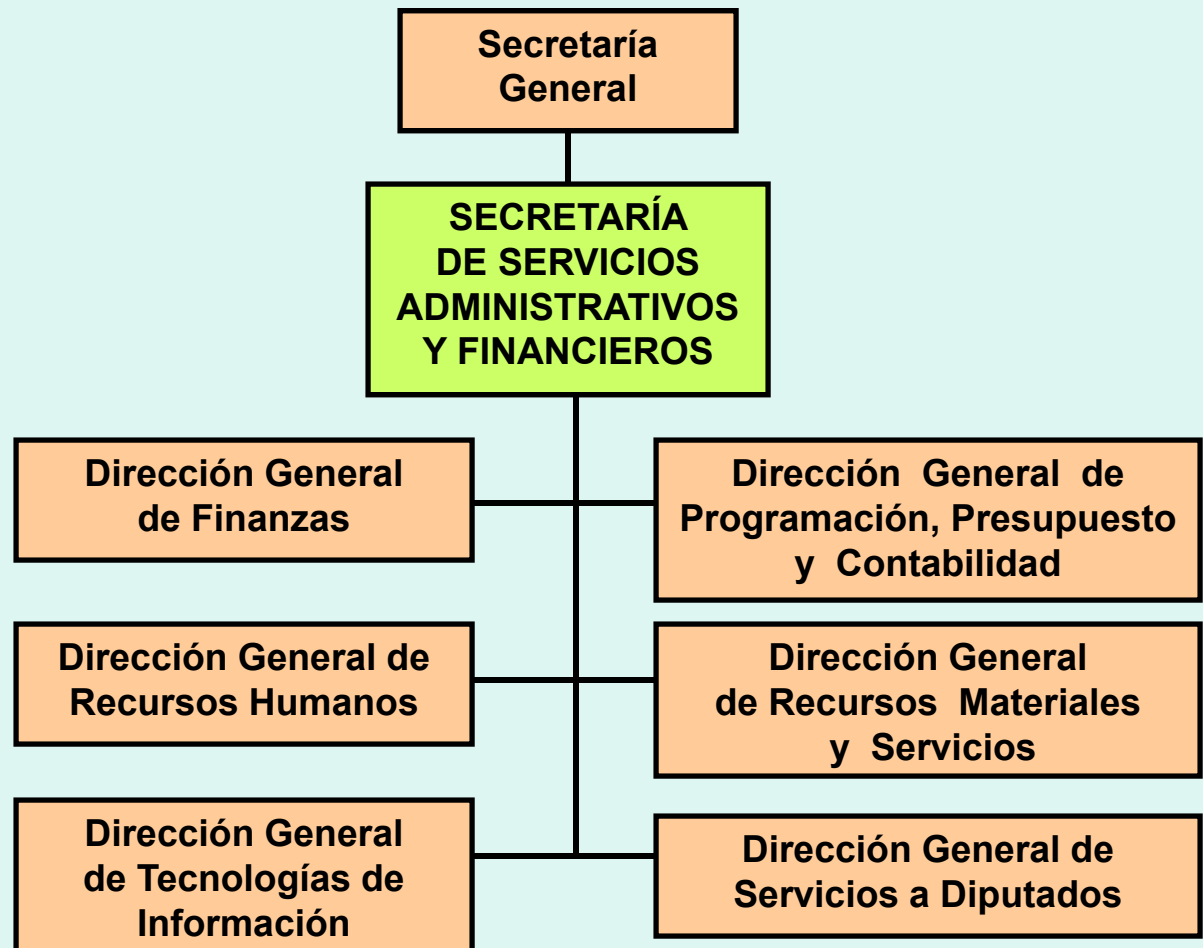 Secretaría
General
SECRETARÍA
DE SERVICIOS
ADMINISTRATIVOS
Y FINANCIEROS
Dirección General
de Finanzas
Dirección General de
Programación, Presupuesto
y Contabilidad
Dirección General de
Recursos Humanos
Dirección General
de Recursos Materiales
y Servicios
Dirección General
de Tecnologías de
Información
Dirección General de
Servicios a Diputados